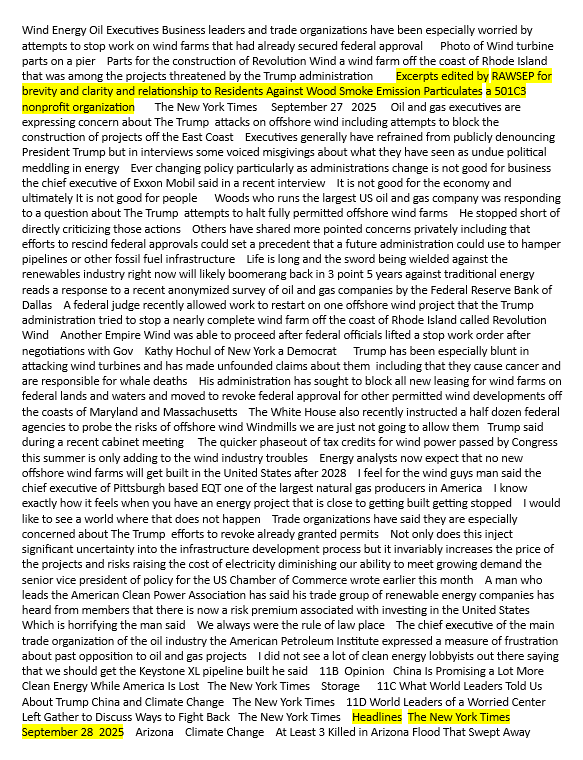 Wind Energy Oil Executives Business leaders and trade organizations have been especially worried by
attempts to stop work on wind farms that had already secured federal approval Photo of Wind turbine
parts on a pier Parts for the construction of Revolution Wind a wind farm off the coast of Rhode Island
that was among the projects threatened by the Trump administration Excerpts edited by RAWSEP for
brevity and clarity and relationship to Residents Against Wood Smoke Emission Particulates a 501C3
nonprofit organization The New York Times September 27 2025 Oil and gas executives are
expressing concern about The Trump attacks on offshore wind including attempts to block the
construction of projects off the East Coast Executives generally have refrained from publicly denouncing
President Trump but in interviews some voiced misgivings about what they have seen as undue political
meddling in energy Ever changing policy particularly as administrations change is not good for business
the chief executive of Exxon Mobil said in a recent interview It is not good for the economy and
ultimately It is not good for people Woods who runs the largest US oil and gas company was responding
to a question about The Trump attempts to halt fully permitted offshore wind farms He stopped short of
directly criticizing those actions Others have shared more pointed concerns privately including that
efforts to rescind federal approvals could set a precedent that a future administration could use to hamper
pipelines or other fossil fuel infrastructure Life is long and the sword being wielded against the
renewables industry right now will likely boomerang back in 3 point 5 years against traditional energy
reads a response to a recent anonymized survey of oil and gas companies by the Federal Reserve Bank of
Dallas A federal judge recently allowed work to restart on one offshore wind project that the Trump
administration tried to stop a nearly complete wind farm off the coast of Rhode Island called Revolution
Wind Another Empire Wind was able to proceed after federal officials lifted a stop work order after
negotiations with Gov Kathy Hochul of New York a Democrat Trump has been especially blunt in
attacking wind turbines and has made unfounded claims about them including that they cause cancer and
are responsible for whale deaths His administration has sought to block all new leasing for wind farms on
federal lands and waters and moved to revoke federal approval for other permitted wind developments off
the coasts of Maryland and Massachusetts The White House also recently instructed a half dozen federal
agencies to probe the risks of offshore wind Windmills we are just not going to allow them Trump said
during a recent cabinet meeting The quicker phaseout of tax credits for wind power passed by Congress
this summer is only adding to the wind industry troubles Energy analysts now expect that no new
offshore wind farms will get built in the United States after 2028 I feel for the wind guys man said the
chief executive of Pittsburgh based EQT one of the largest natural gas producers in America I know
exactly how it feels when you have an energy project that is close to getting built getting stopped I would
like to see a world where that does not happen Trade organizations have said they are especially
concerned about The Trump efforts to revoke already granted permits Not only does this inject
significant uncertainty into the infrastructure development process but it invariably increases the price of
the projects and risks raising the cost of electricity diminishing our ability to meet growing demand the
senior vice president of policy for the US Chamber of Commerce wrote earlier this month A man who
leads the American Clean Power Association has said his trade group of renewable energy companies has
heard from members that there is now a risk premium associated with investing in the United States
Which is horrifying the man said We always were the rule of law place The chief executive of the main
trade organization of the oil industry the American Petroleum Institute expressed a measure of frustration
about past opposition to oil and gas projects I did not see a lot of clean energy lobbyists out there saying
that we should get the Keystone XL pipeline built he said 11B Opinion China Is Promising a Lot More
Clean Energy While America Is Lost The New York Times Storage 11C What World Leaders Told Us
About Trump China and Climate Change The New York Times 11D World Leaders of a Worried Center
Left Gather to Discuss Ways to Fight Back The New York Times Headlines The New York Times
September 28 2025 Arizona Climate Change At Least 3 Killed in Arizona Flood That Swept Away